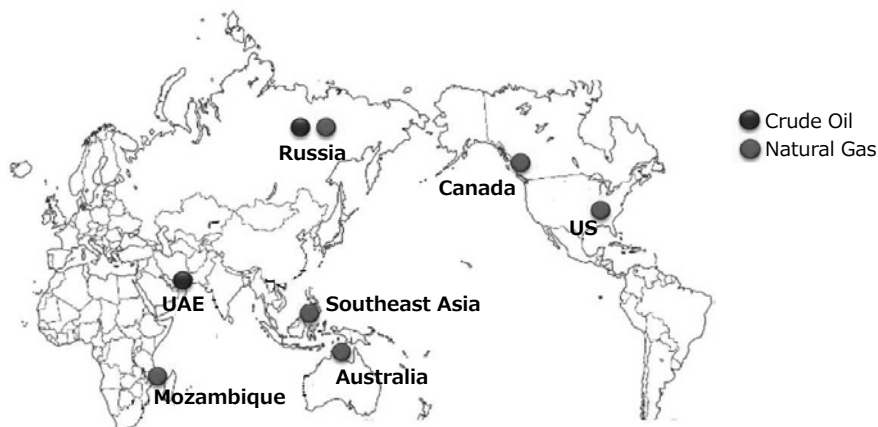 Crude Oil
Natural Gas
Russia
Canada
US
UAE
Southeast Asia
Australia
Mozambique